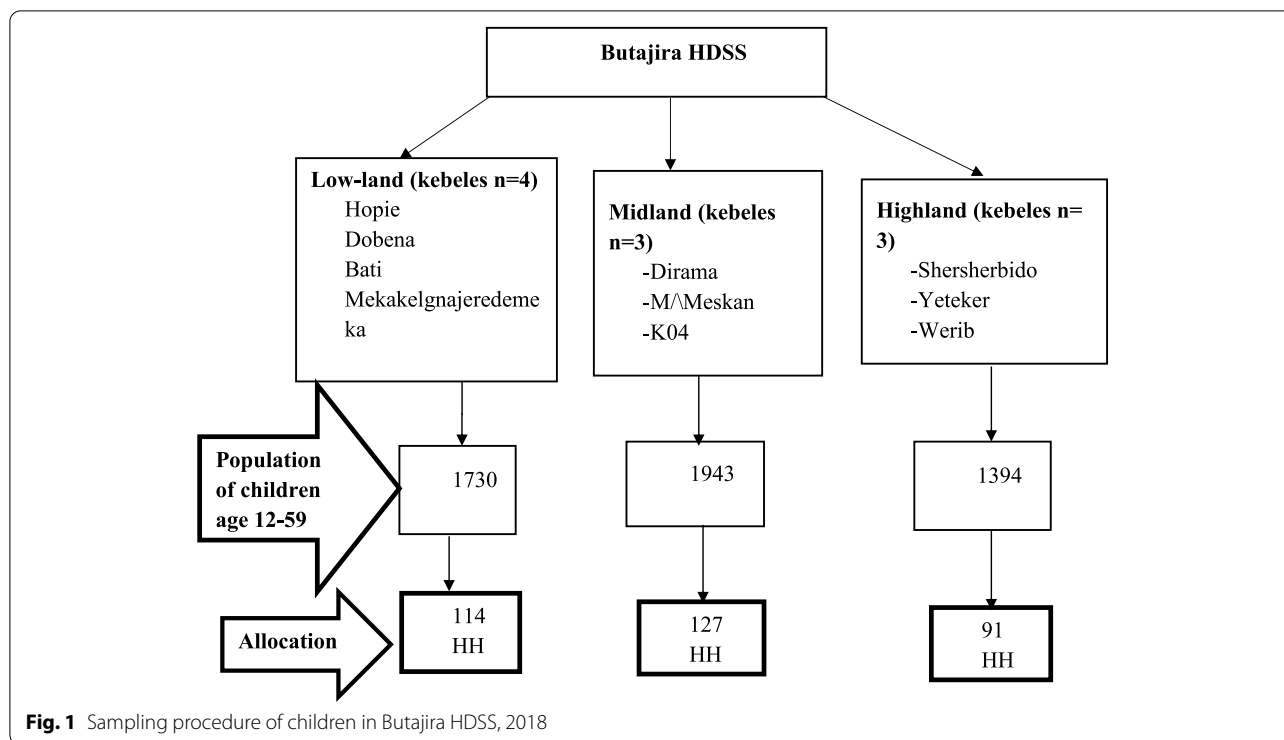 Butajira HDSS
Low-land (kebeles n=4)
Hopie
Dobena
Bati
Mekakelgnajeredeme
ka
Midland (kebeles
n=3)
-Dirama
-M/\Meskan
-K04
Highland (kebeles n=
3)
-Shersherbido
-Yeteker
-Werib
Population
of children
age 12-59
1730
1943
1394
Allocation
114
HH
127
HH
91
HH
Fig. 1 Sampling procedure of children in Butajira HDSS, 2018